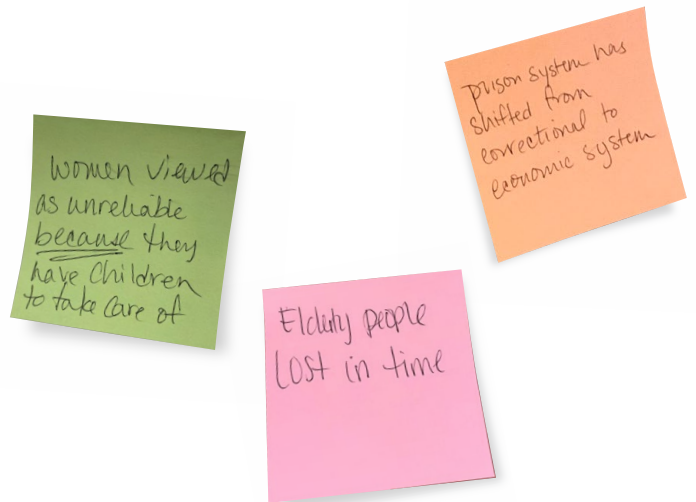 women viewed
as unreliable
because they
have children
to take care of
prison system has
shifted from
correctional to
economic system
Elderly people
Lost in time